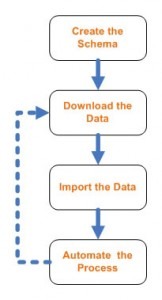 Create the
Schema
Download the
Data
Import the Data
Automate the
Process